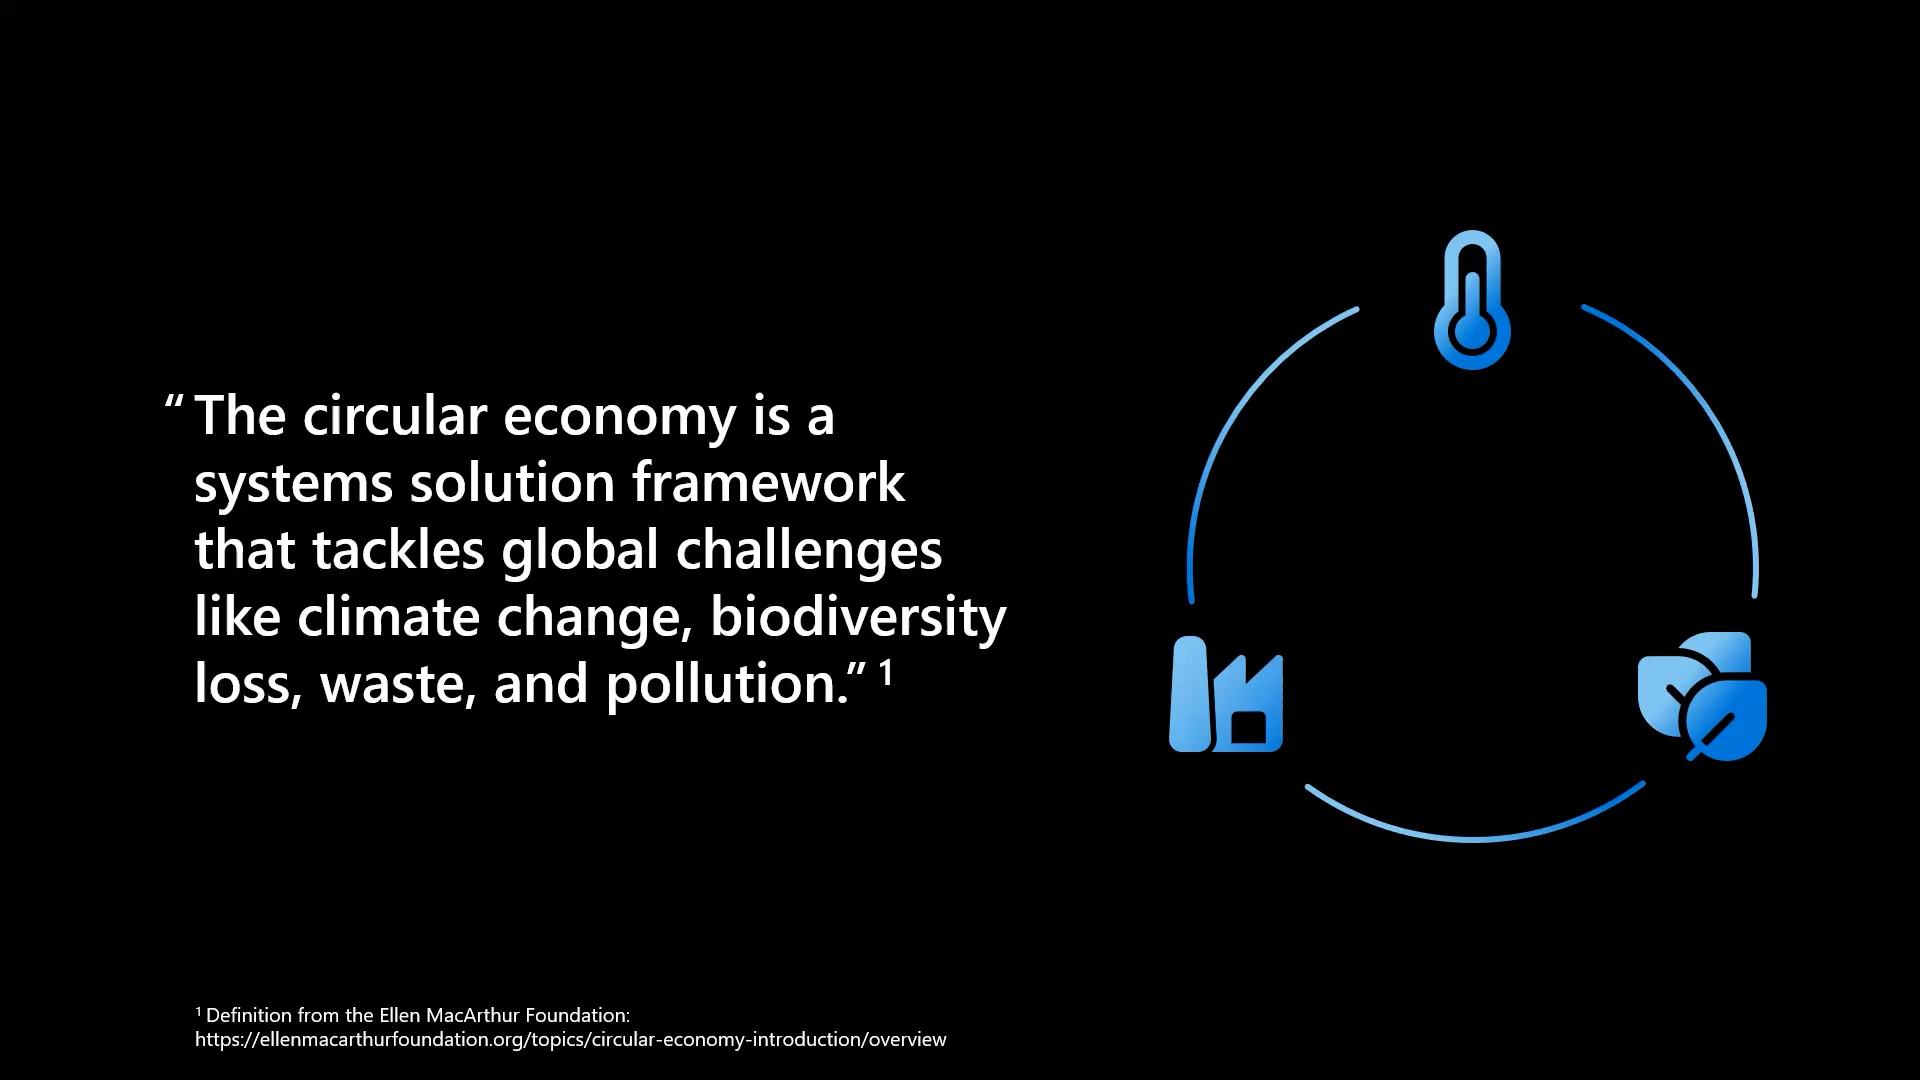 “ The circular economy is a
systems solution framework
that tackles global challenges
like climate change, biodiversity
loss, waste, and pollution.” ¹
¹ Definition from the Ellen MacArthur Foundation:
https://ellenmacarthurfoundation.org/topics/circular-economy-introduction/overview